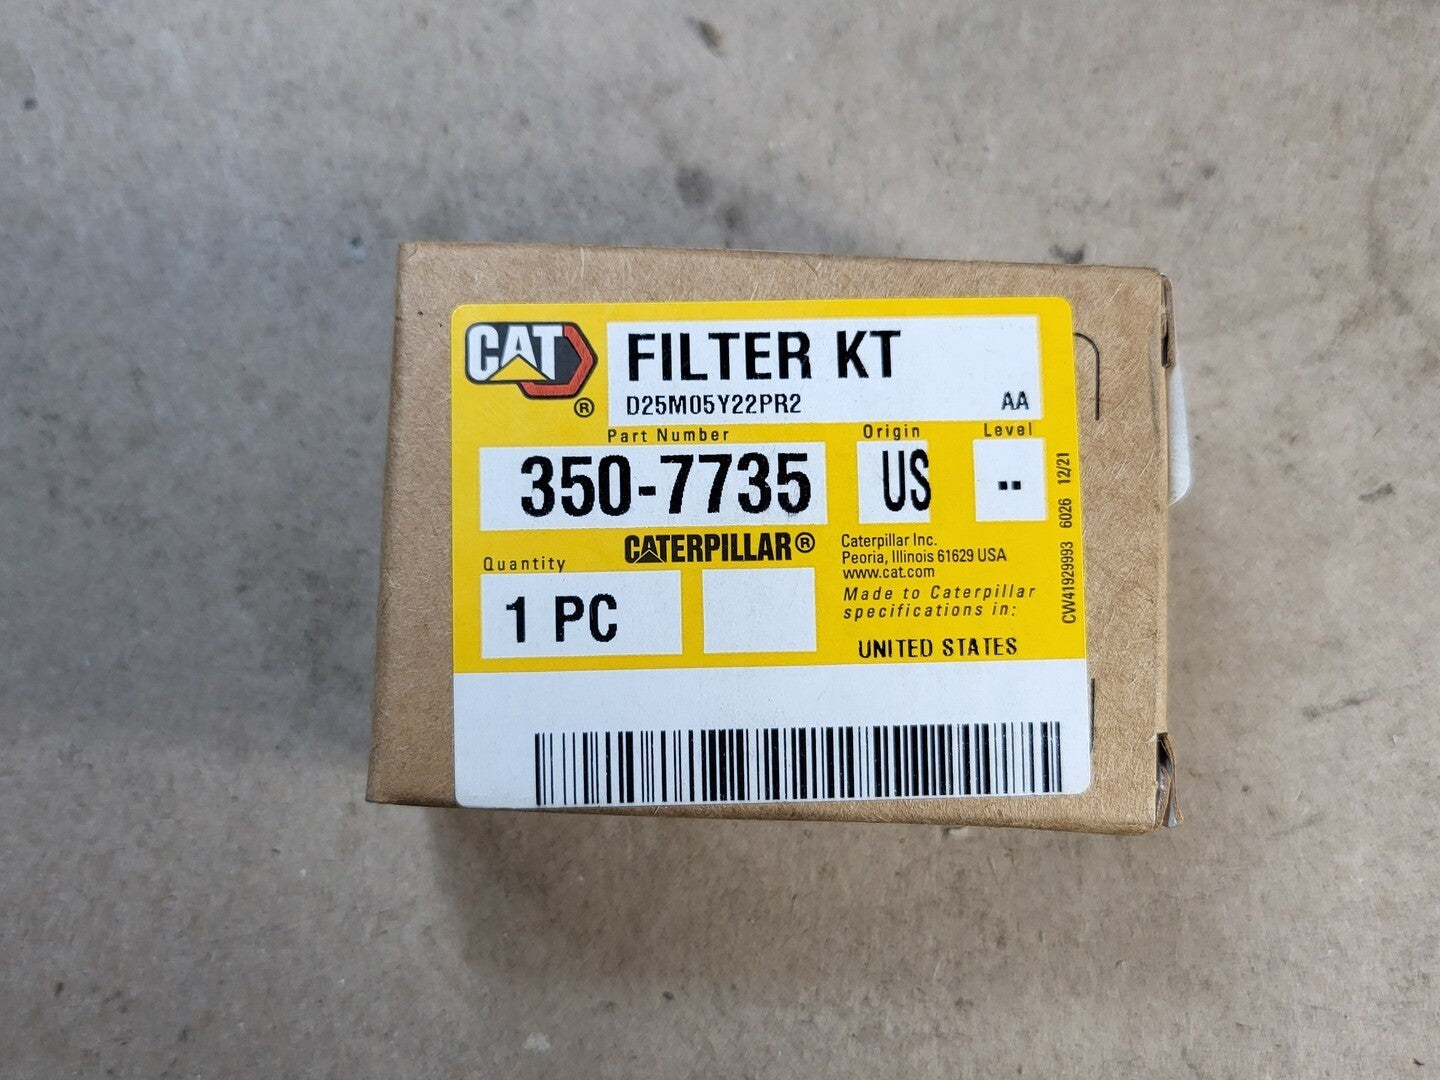 CAT
®
FILTER KT
D25M05Y22PR2 AA
Part Number Origin Level
350-7735 US --
CATERPILLAR®
Quantity
1 PC
Caterpillar Inc.
Peoria, Illinois 61629 USA
www.cat.com
Made to Caterpillar
specifications in:
UNITED STATES
CW41929993 6026 12/21